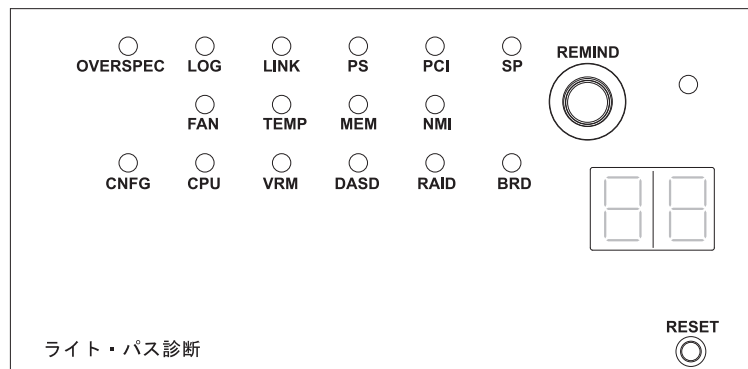 REMIND
OVERSPEC LOG LINK PS PCI SP
FAN TEMP MEM NMI
CNFG CPU VRM DASD RAID BRD
RESET
ライト・パス診断